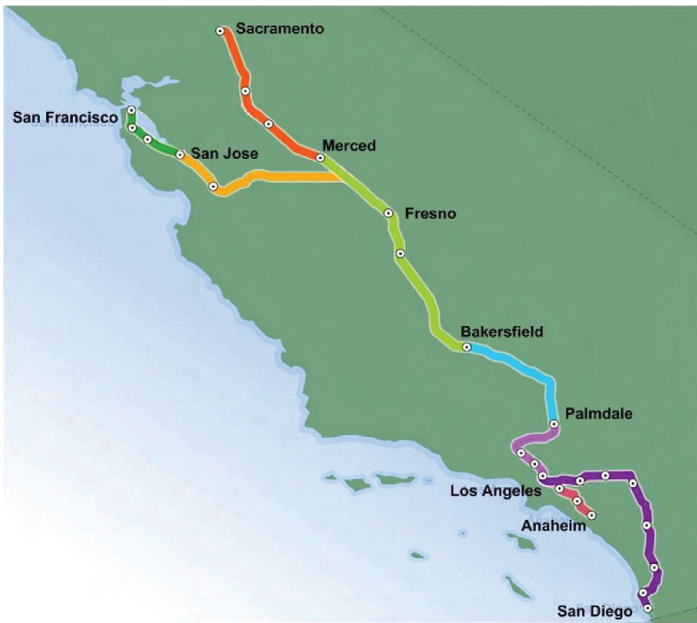 Sacramento
San Francisco
San Jose
Merced
Fresno
Bakersfield
Palmdale
Los Angeles
Anaheim
San Diego